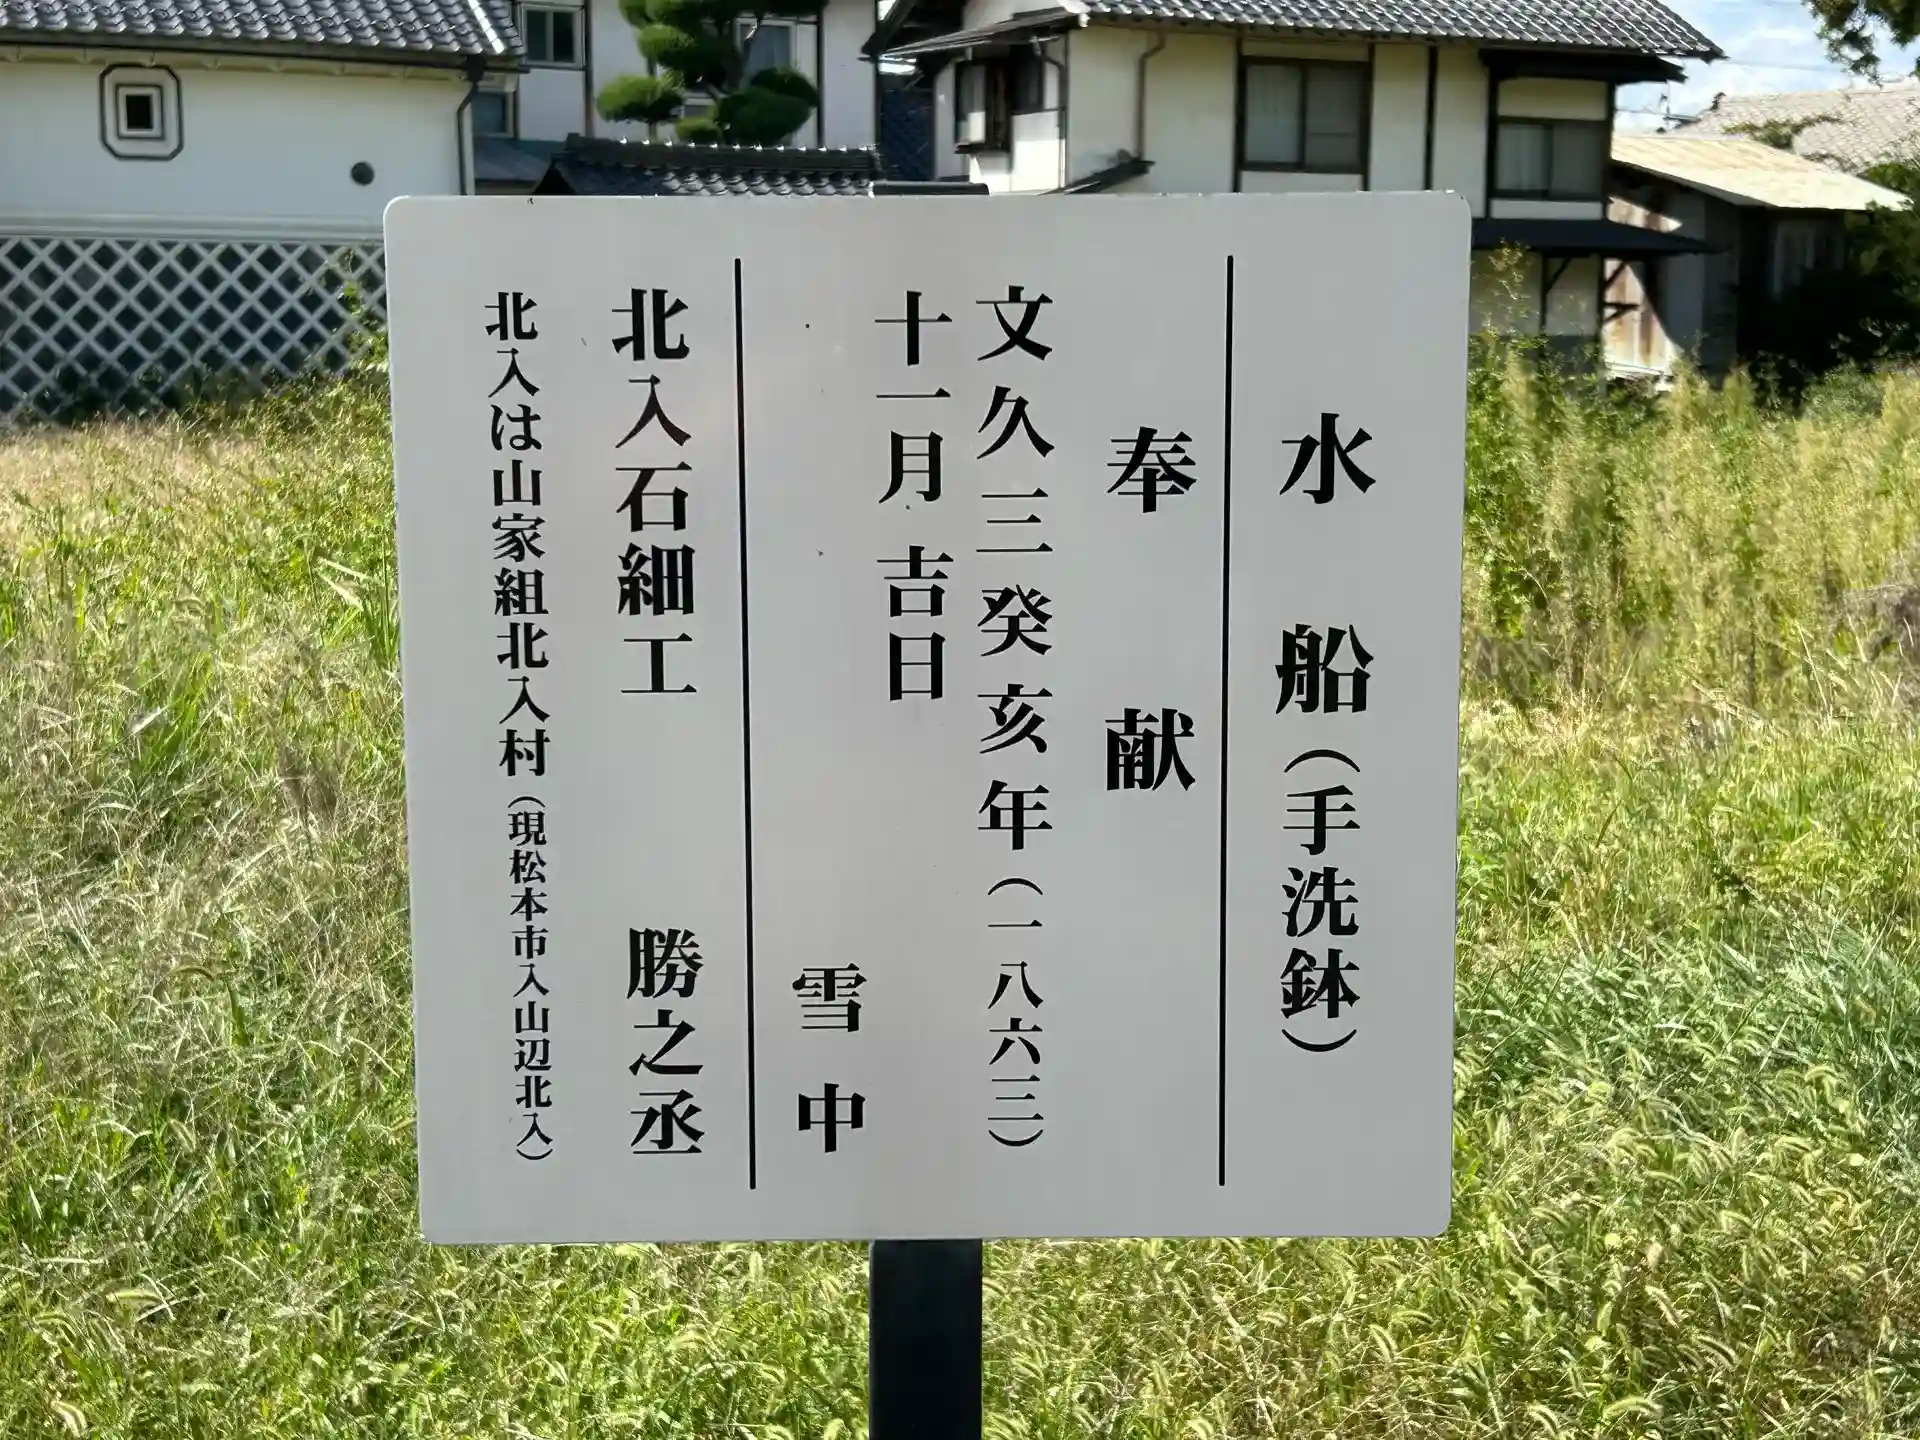 水船（手洗鉢）
奉献
文久三癸亥年（一八六三）
十一月吉日
雪中
北入石細工　勝之丞
北入は山家組北入村（現松本市入山辺北入）